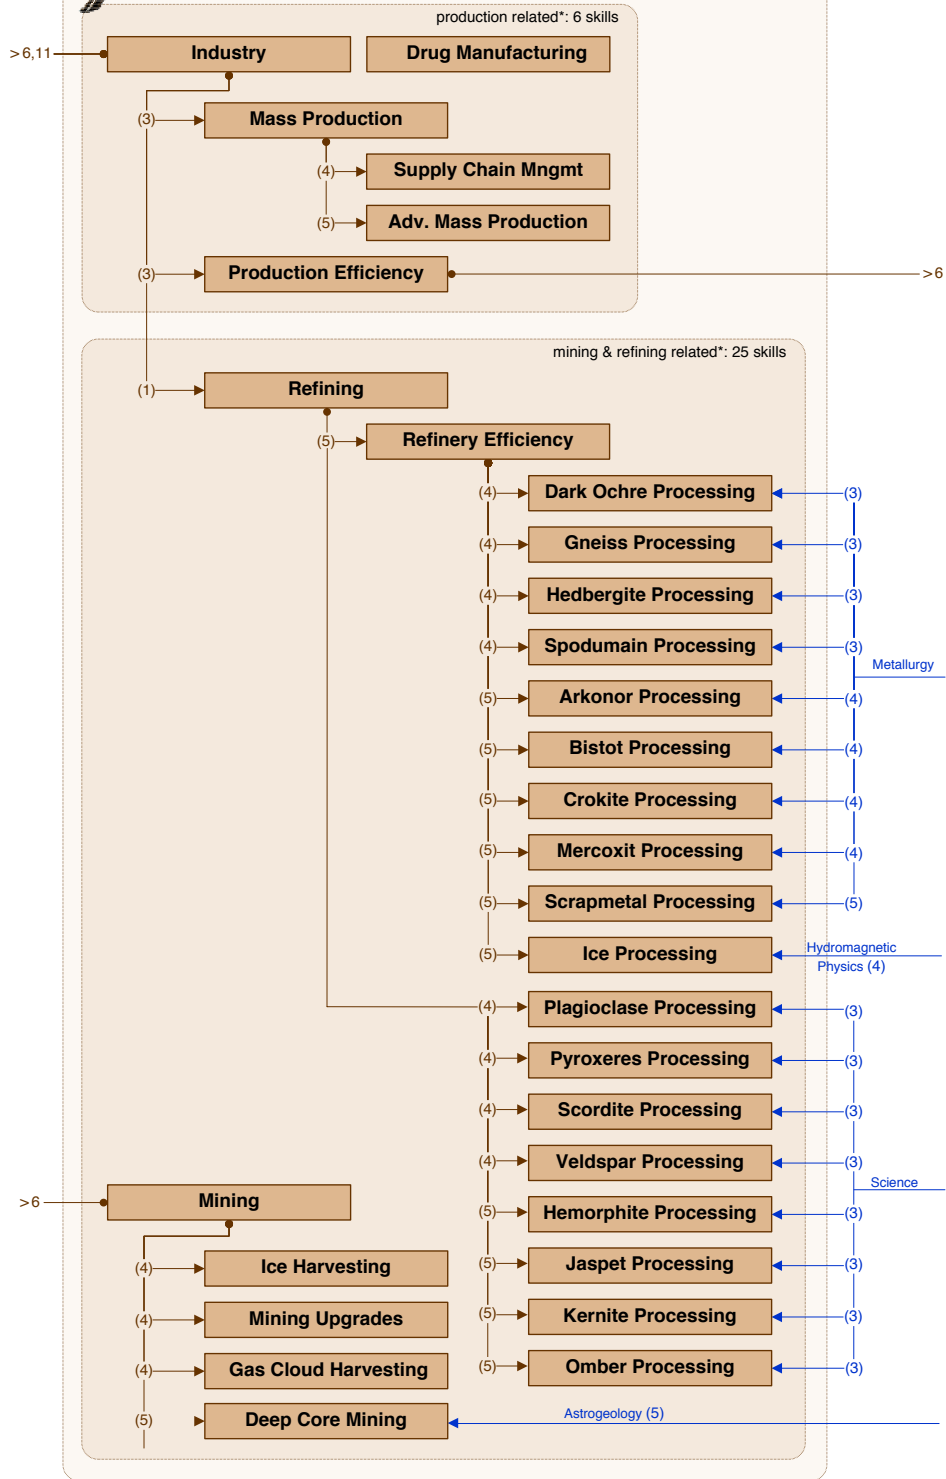 production related*: 6 skills
>6,11
Industry
Drug Manufacturing
(3)
Mass Production
(4)
Supply Chain Mngmt
(5)
Adv. Mass Production
(3)
Production Efficiency
>6
mining & refining related*: 25 skills
(1)
Refining
(5)
Refinery Efficiency
(4)
Dark Ochre Processing
(3)
(4)
Gneiss Processing
(3)
(4)
Hedbergite Processing
(3)
(4)
Spodumain Processing
(3)
Metallurgy
(5)
Arkonor Processing
(4)
(5)
Bistot Processing
(4)
(5)
Crokite Processing
(4)
(5)
Mercoxit Processing
(4)
(5)
Scrapmetal Processing
(5)
(5)
Ice Processing
Hydromagnetic
Physics (4)
(4)
Plagioclase Processing
(3)
(4)
Pyroxeres Processing
(3)
(4)
Scordite Processing
(3)
(4)
Veldspar Processing
(3)
Science
>6
Mining
(5)
Hemorphite Processing
(3)
(4)
Ice Harvesting
(5)
Jaspet Processing
(3)
(4)
Mining Upgrades
(5)
Kernite Processing
(3)
(4)
Gas Cloud Harvesting
(5)
Omber Processing
(3)
(5)
Deep Core Mining
Astrogeology (5)